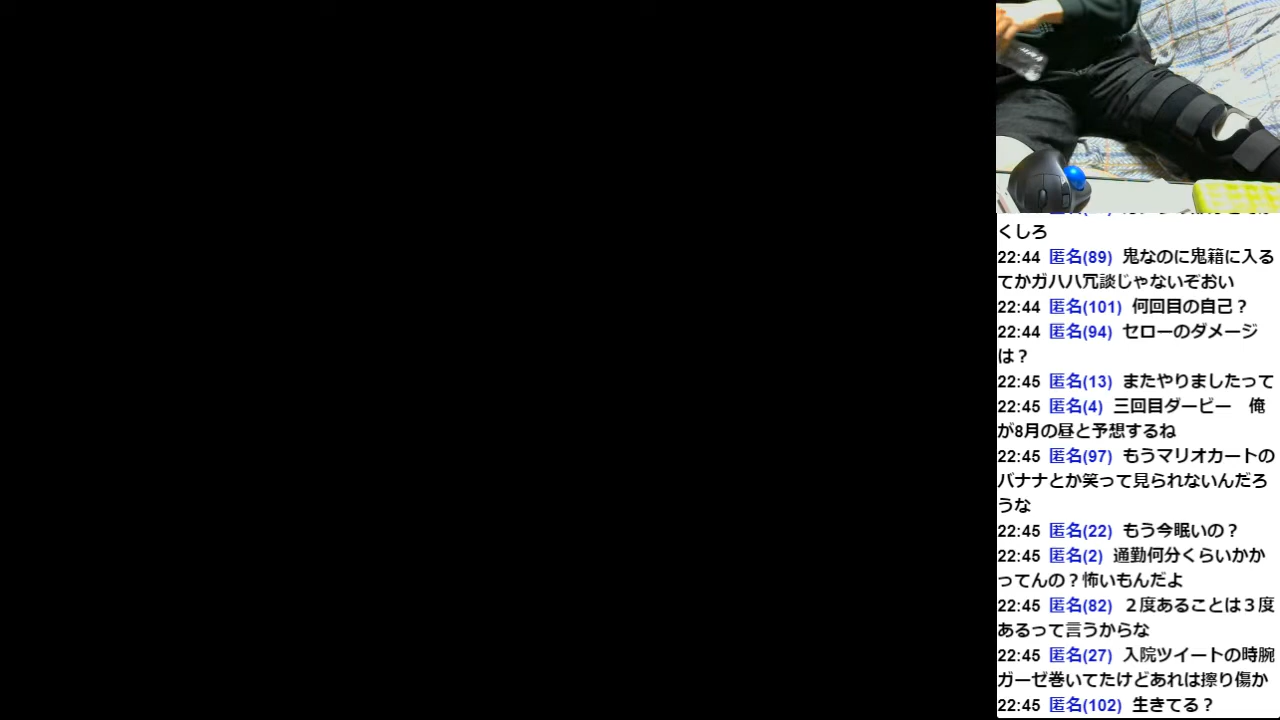 くしろ
22:44 匿名(89) 鬼なのに鬼籍に入る
てかガハハ冗談じゃないぞおい
22:44 匿名(101) 何回目の自己？
22:44 匿名(94) セローのダメージ
は？
22:45 匿名(13) またやりましたって
22:45 匿名(4) 三回目ダービー　俺
が8月の昼と予想するね
22:45 匿名(97) もうマリオカートの
バナナとか笑って見られないんだろ
うな
22:45 匿名(22) もう今眠いの？
22:45 匿名(2) 通勤何分くらいかか
ってんの？怖いもんだよ
22:45 匿名(82) ２度あることは３度
あるって言うからな
22:45 匿名(27) 入院ツイートの時腕
ガーゼ巻いてたけどあれは擦り傷か
22:45 匿名(102) 生きてる？